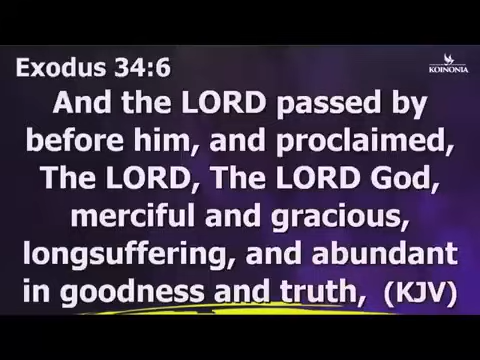 Exodus 34:6
KOINONIA
And the LORD passed by
before him, and proclaimed,
The LORD, The LORD God,
merciful and gracious,
longsuffering, and abundant
in goodness and truth, (KJV)